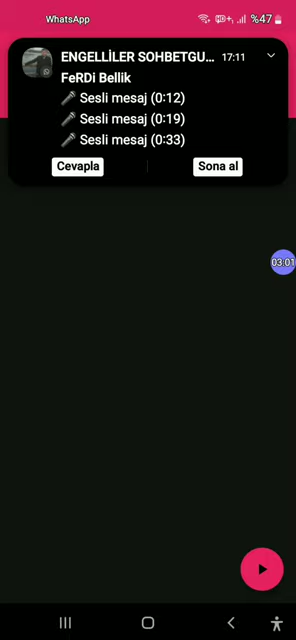 WhatsApp
%47
ENGELLİLER SOHBETGU... 17:11
FeRDi Bellik
Sesli mesaj (0:12)
Sesli mesaj (0:19)
Sesli mesaj (0:33)
Cevapla
Sona al
03:01